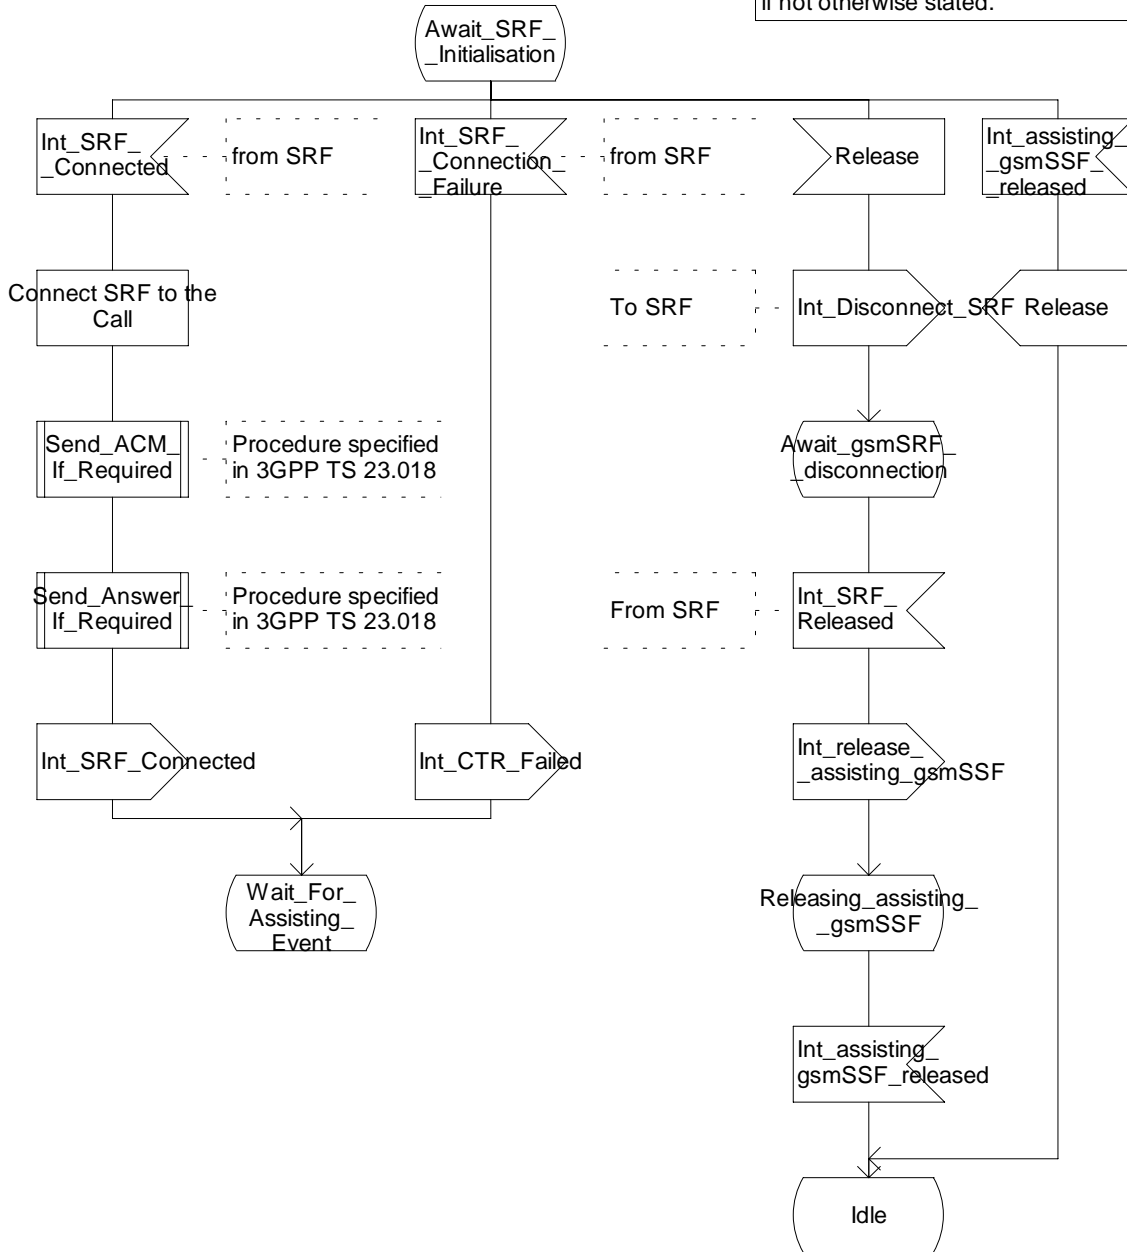 if not otherwise stated.
Await_SRF_
_Initialisation
Int_SRF_
_Connected
from SRF
Int_SRF_
_Connection_
_Failure
from SRF
Release
Int_assisting_
_gsmSSF_
_released
Connect SRF to the
Call
To SRF
Int_Disconnect_SRF
Release
Send_ACM_
If_Required
Procedure specified
in 3GPP TS 23.018
Await_gsmSRF_
_disconnection
Send_Answer_
If_Required
Procedure specified
in 3GPP TS 23.018
From SRF
Int_SRF_
Released
Int_SRF_Connected
Int_CTR_Failed
Int_release_
_assisting_gsmSSF
Wait_For_
Assisting_
Event
Releasing_assisting_
_gsmSSF
Int_assisting_
gsmSSF_released
Idle